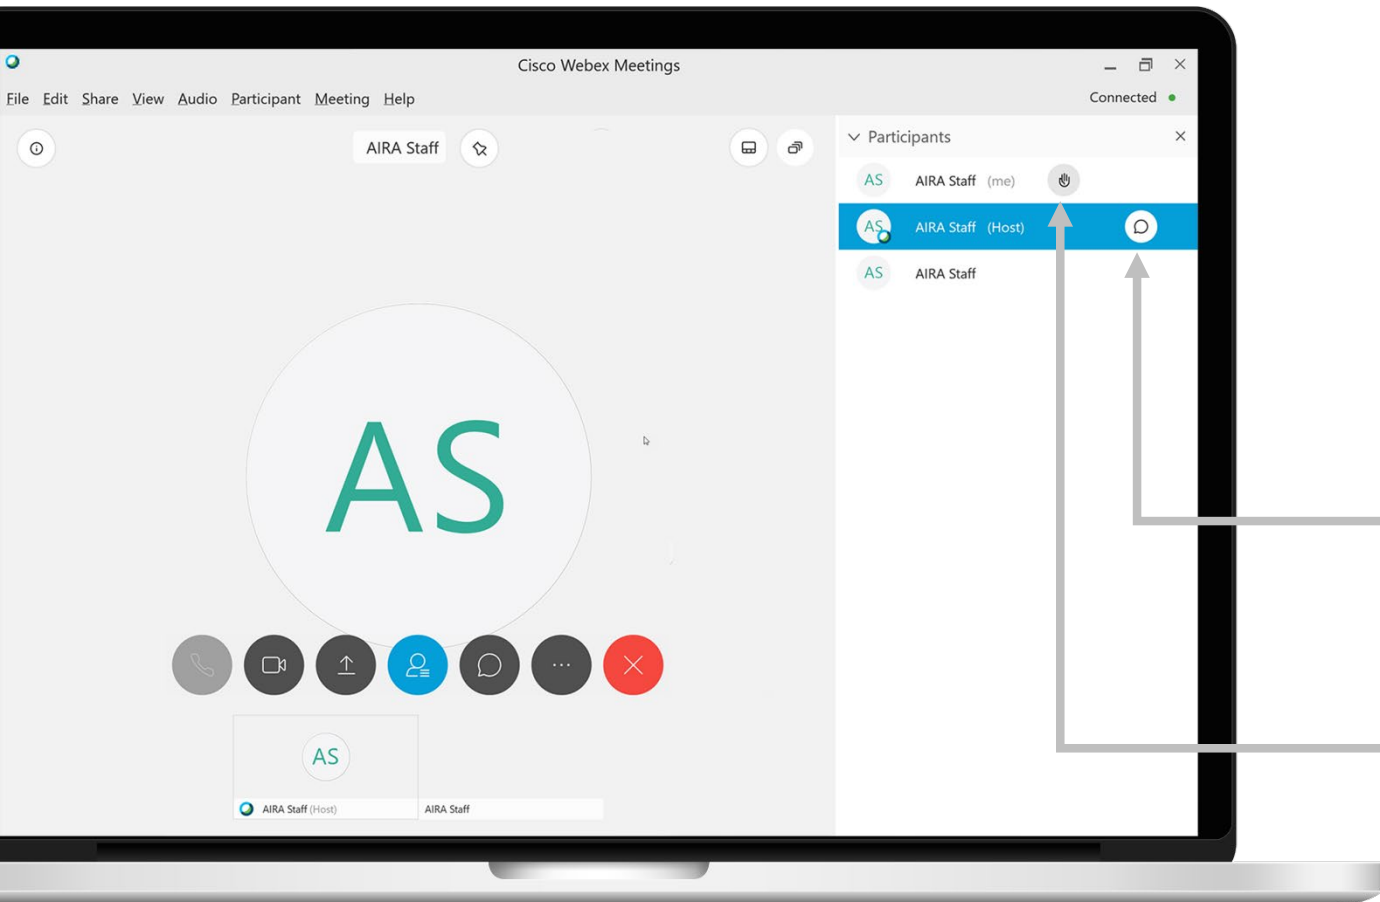 Cisco Webex Meetings
File Edit Share View Audio Participant Meeting Help
Connected
AIRA Staff
Participants
AS AIRA Staff (me)
AS AIRA Staff (Host)
AS AIRA Staff
AS
AS
AIRA Staff (Host)
AIRA Staff